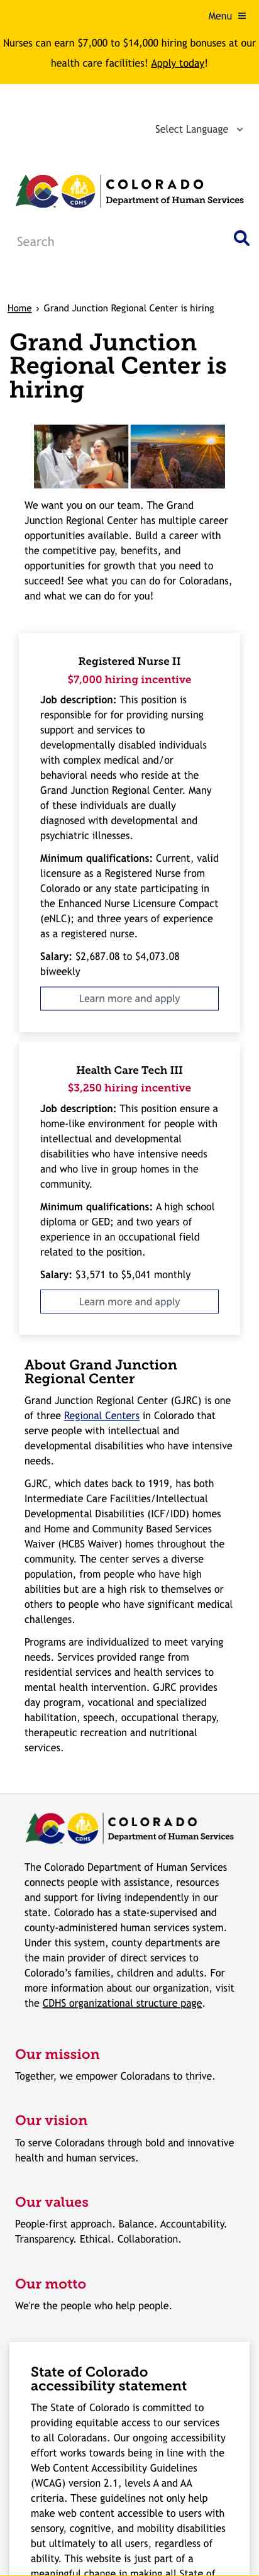 Menu
Nurses can earn $7,000 to $14,000 hiring bonuses at our
health care facilities! Apply today!
Select Language
COLORADO
CDHS
Department of Human Services
Search
Home › Grand Junction Regional Center is hiring
Grand Junction
Regional Center is
hiring
We want you on our team. The Grand
Junction Regional Center has multiple career
opportunities available. Build a career with
the competitive pay, benefits, and
opportunities for growth that you need to
succeed! See what you can do for Coloradans,
and what we can do for you!
Registered Nurse II
$7,000 hiring incentive
Job description: This position is
responsible for for providing nursing
support and services to
developmentally disabled individuals
with complex medical and/or
behavioral needs who reside at the
Grand Junction Regional Center. Many
of these individuals are dually
diagnosed with developmental and
psychiatric illnesses.
Minimum qualifications: Current, valid
licensure as a Registered Nurse from
Colorado or any state participating in
the Enhanced Nurse Licensure Compact
(eNLC); and three years of experience
as a registered nurse.
Salary: $2,687.08 to $4,073.08
biweekly
Learn more and apply
Health Care Tech III
$3,250 hiring incentive
Job description: This position ensure a
home-like environment for people with
intellectual and developmental
disabilities who have intensive needs
and who live in group homes in the
community.
Minimum qualifications: A high school
diploma or GED; and two years of
experience in an occupational field
related to the position.
Salary: $3,571 to $5,041 monthly
Learn more and apply
About Grand Junction
Regional Center
Grand Junction Regional Center (GJRC) is one
of three Regional Centers in Colorado that
serve people with intellectual and
developmental disabilities who have intensive
needs.
GJRC, which dates back to 1919, has both
Intermediate Care Facilities/Intellectual
Developmental Disabilities (ICF/IDD) homes
and Home and Community Based Services
Waiver (HCBS Waiver) homes throughout the
community. The center serves a diverse
population, from people who have high
abilities but are a high risk to themselves or
others to people who have significant medical
challenges.
Programs are individualized to meet varying
needs. Services provided range from
residential services and health services to
mental health intervention. GJRC provides
day program, vocational and specialized
habilitation, speech, occupational therapy,
therapeutic recreation and nutritional
services.
COLORADO
CDHS
Department of Human Services
The Colorado Department of Human Services
connects people with assistance, resources
and support for living independently in our
state. Colorado has a state-supervised and
county-administered human services system.
Under this system, county departments are
the main provider of direct services to
Colorado’s families, children and adults. For
more information about our organization, visit
the CDHS organizational structure page.
Our mission
Together, we empower Coloradans to thrive.
Our vision
To serve Coloradans through bold and innovative
health and human services.
Our values
People-first approach. Balance. Accountability.
Transparency. Ethical. Collaboration.
Our motto
We're the people who help people.
State of Colorado
accessibility statement
The State of Colorado is committed to
providing equitable access to our services
to all Coloradans. Our ongoing accessibility
effort works towards being in line with the
Web Content Accessibility Guidelines
(WCAG) version 2.1, levels A and AA
criteria. These guidelines not only help
make web content accessible to users with
sensory, cognitive, and mobility disabilities
but ultimately to all users, regardless of
ability. This website is just part of a
meaningful change in making all State of